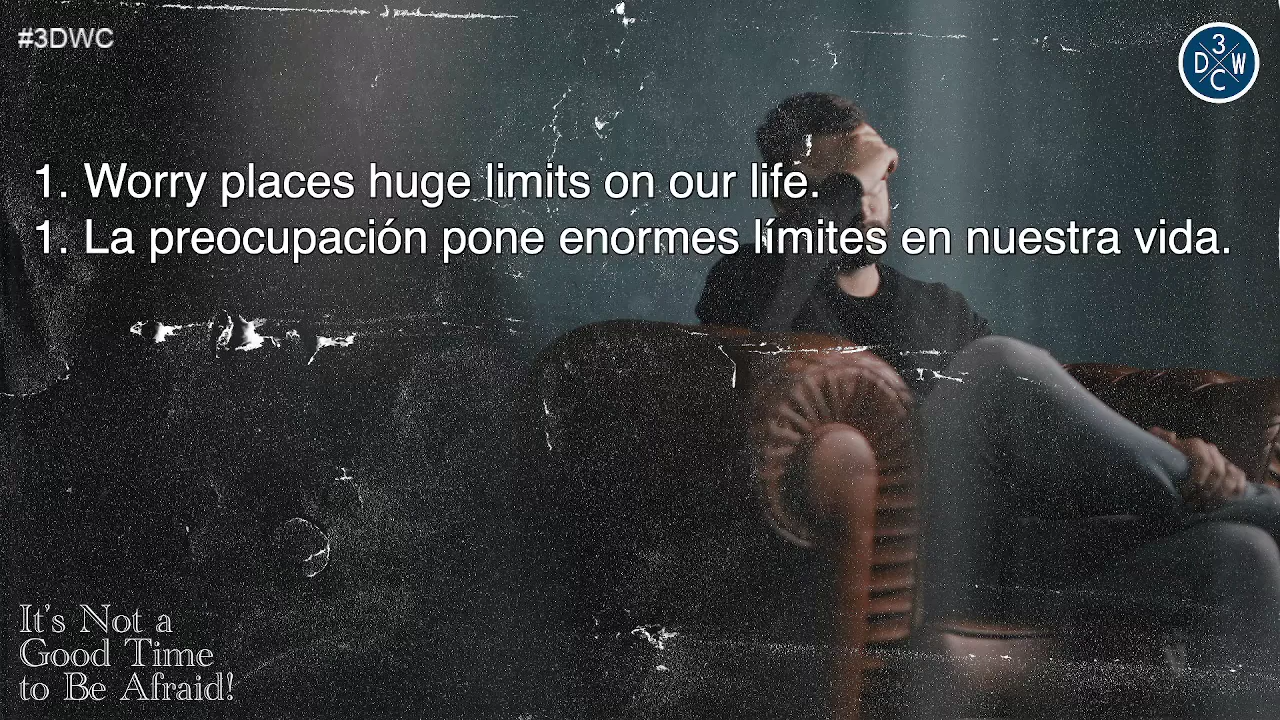 #3DWC
3
D W
C
1. Worry places huge limits on our life.
1. La preocupación pone enormes límites en nuestra vida.
It's Not a
Good Time
to Be Afraid!